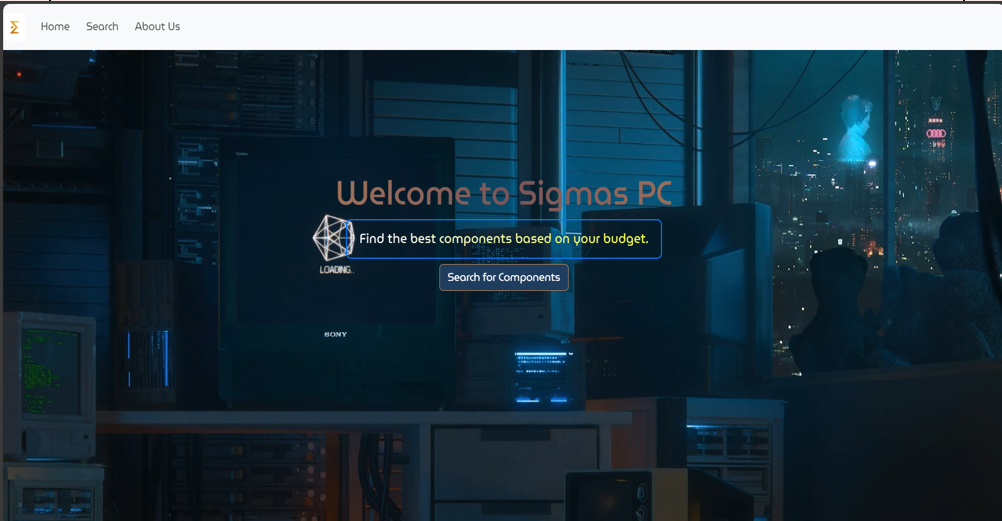 Σ
Home Search About Us
Welcome to Sigmas PC
Find the best components based on your budget.
LOADING..
Search for Components
SONY